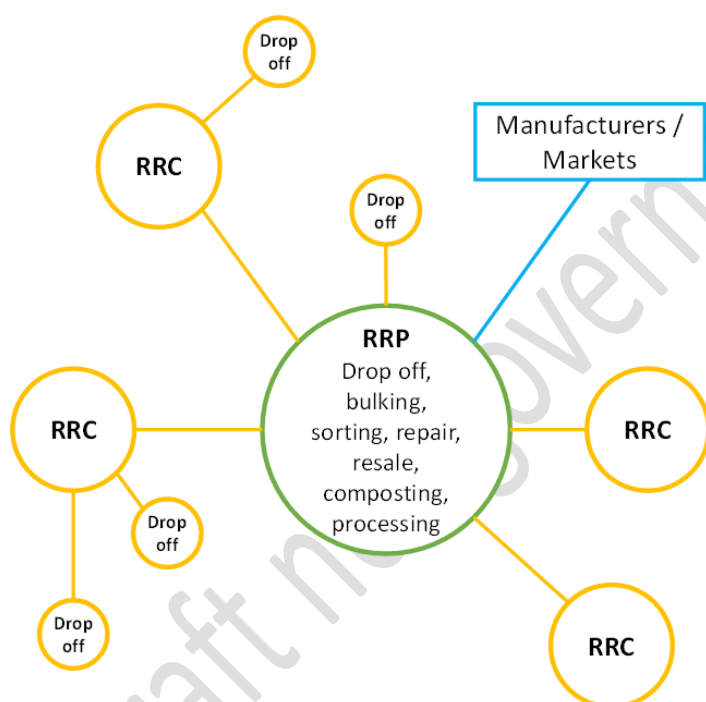 Drop
off
RRC
Manufacturers /
Markets
Drop
off
RRP
Drop off,
bulking,
sorting, repair,
resale,
composting,
processing
RRC
RRC
Drop
off
Drop
off
RRC